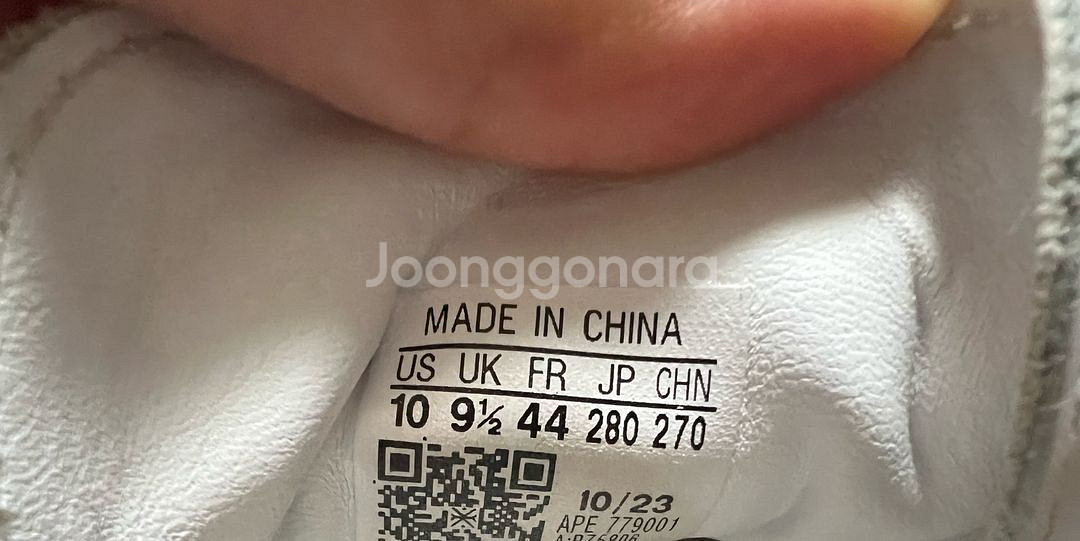 Joonggonara
MADE IN CHINA
US UK FR JP CHN
10 9½ 44 280 270
10/23
APE 779001